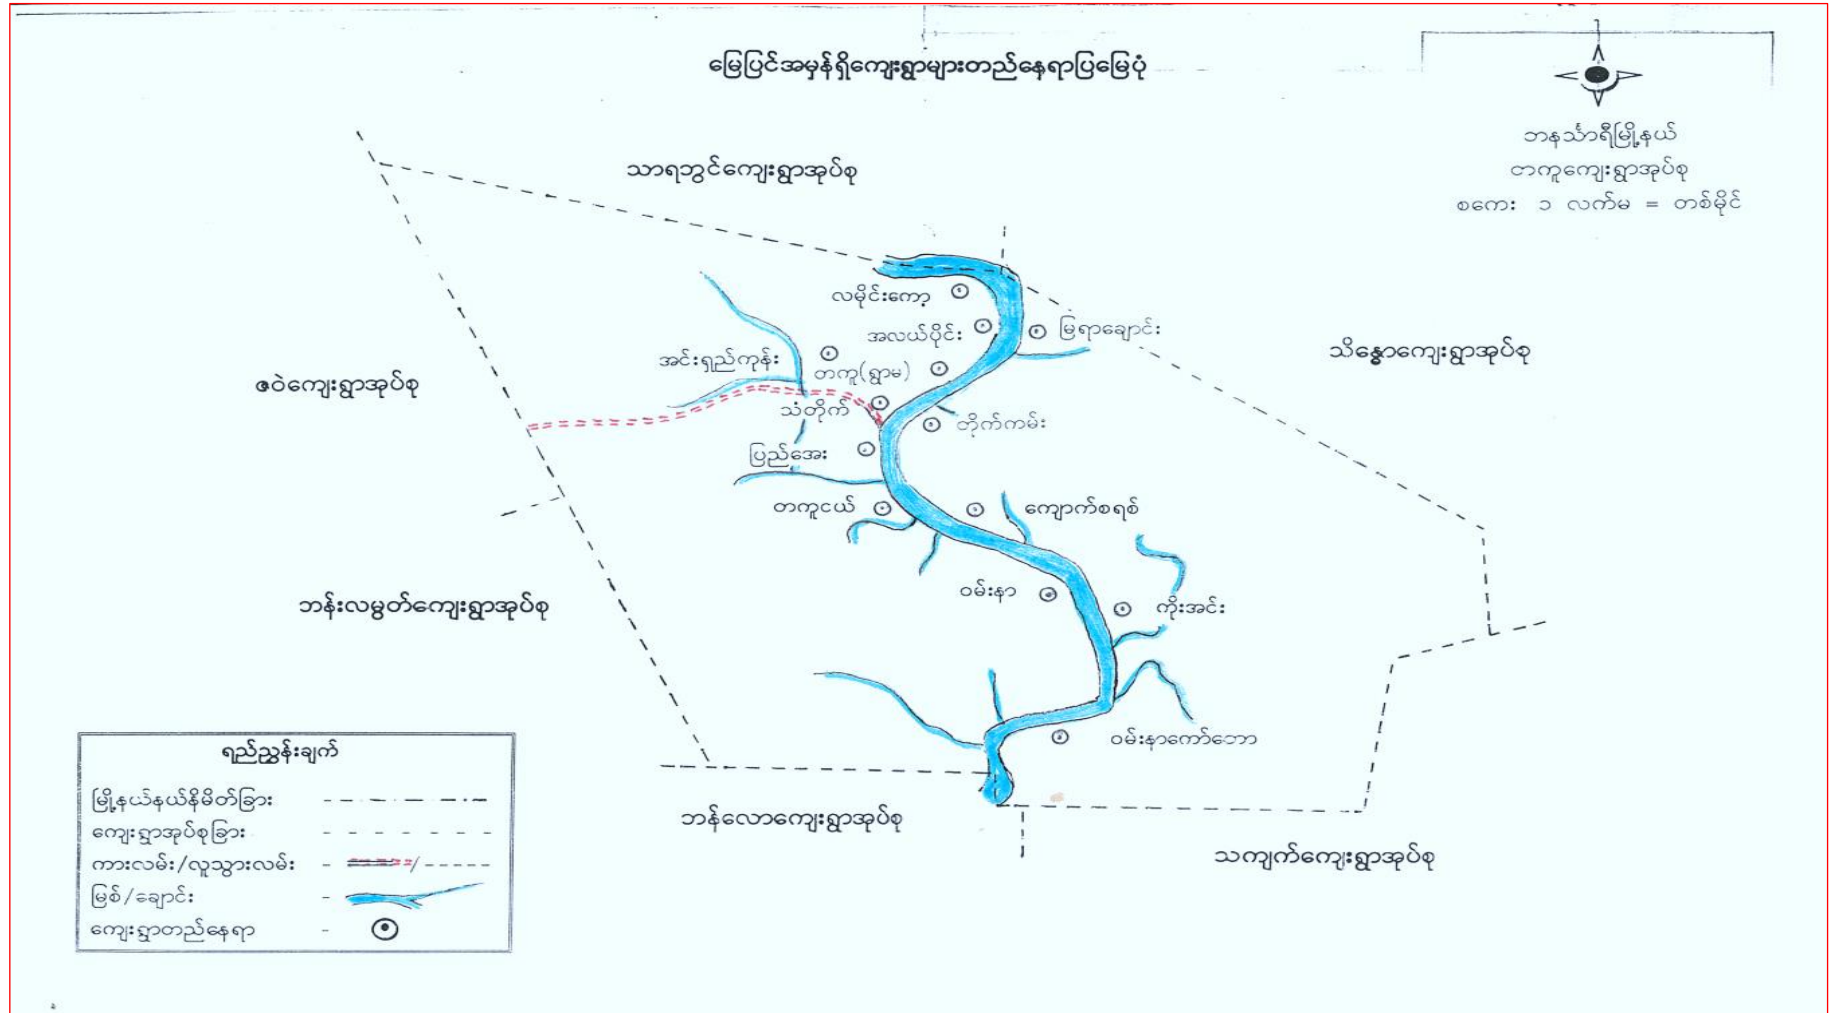 မြေပြင်အမှန်ရှိကျေးရွာများတည်နေရာပြမြေပုံ
ဘနင်္သာရီမြို့နယ်
ငာကူကျေးရွာအုပ်စု
စကေး ၁ လက်မ = တစ်မိုင်
သာရဘွင်ကျေးရွာအုပ်စု
လမိုင်းကော့
အလယ်ပိုင်း
မြရာချောင်း
သိန္ဓောကျေးရွာအုပ်စု
အင်းရှည်ကုန်း
တကူ(ရွာမ)
ဇဝဲကျေးရွာအုပ်စု
သံတိုက်
တိုက်ကမ်း
ပြည်အေး
တကူငယ်
ကျောက်စရစ်
ဝမ်းနာ
ကိုးအင်း
ဘန်းလမွတ်ကျေးရွာအုပ်စု
ဝမ်းနာကော်ဘော
ဘန်လောကျေးရွာအုပ်စု
သကျက်ကျေးရွာအုပ်စု
ရည်ညွှန်းချက်
မြို့နယ်နယ်နိမိတ်ခြား
ကျေးရွာအုပ်စုခြား
ကားလမ်း/လူသွားလမ်း
မြစ်/ချောင်း
ကျေးရွာတည်နေရာ